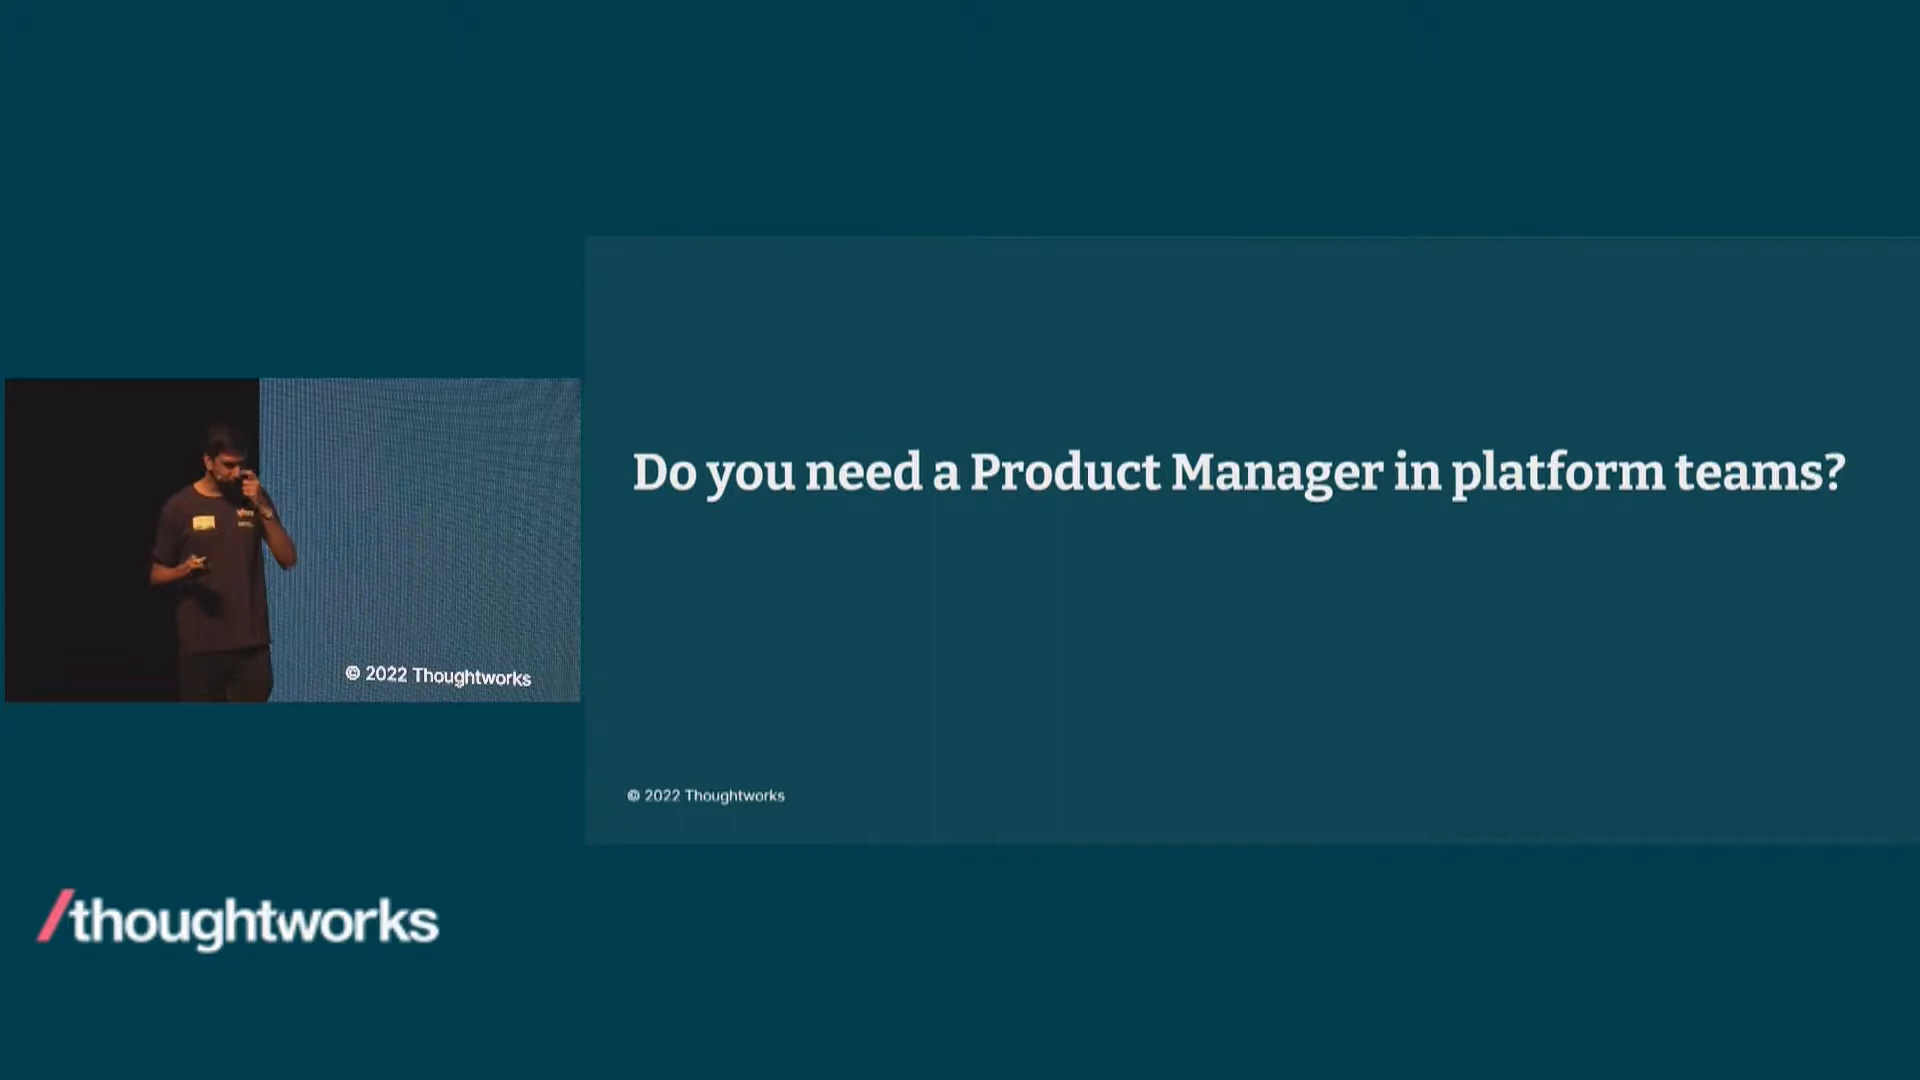 Do you need a Product Manager in platform teams?
© 2022 Thoughtworks
© 2022 Thoughtworks
/thoughtworks